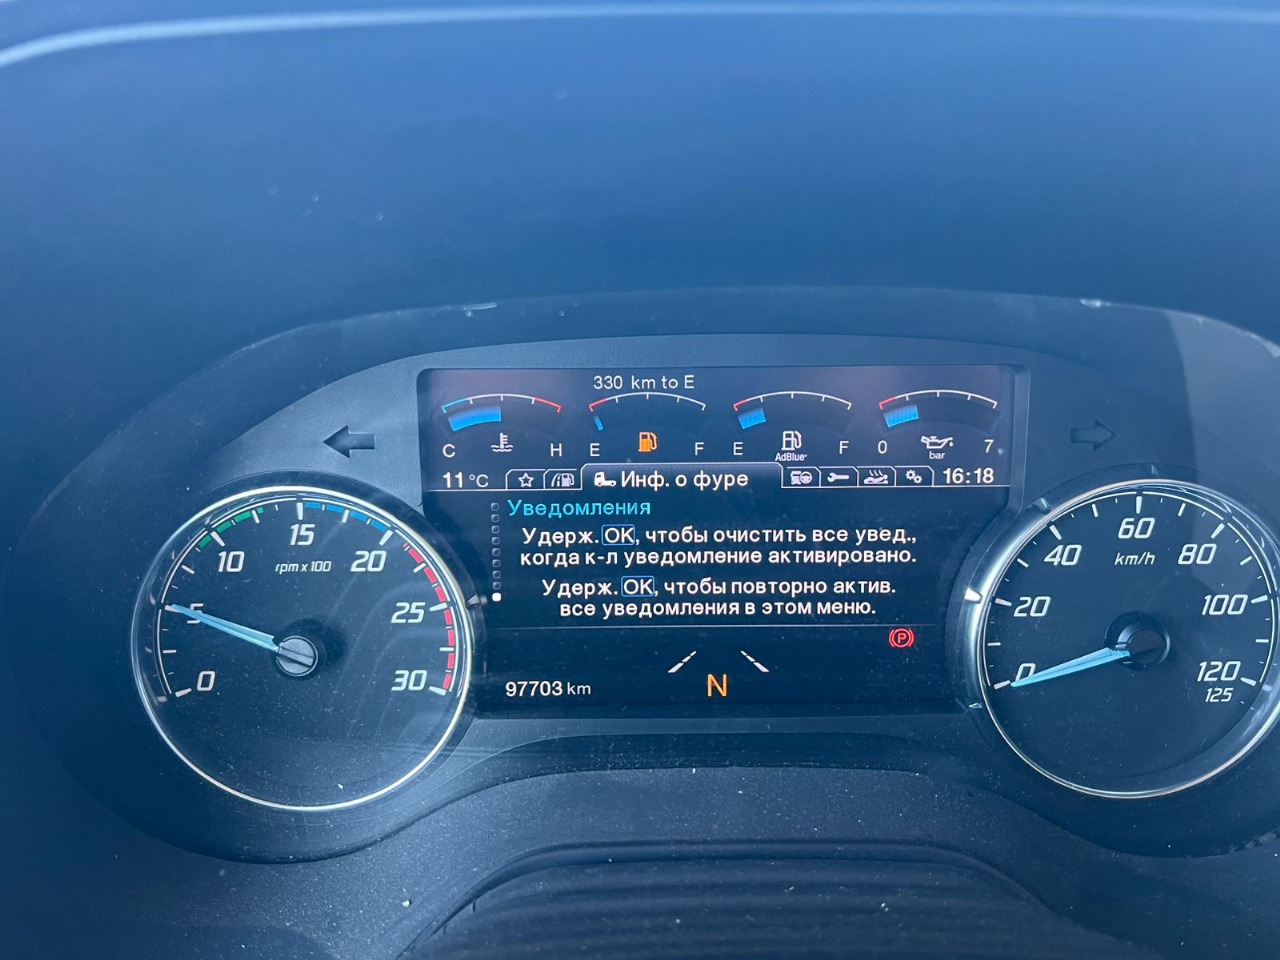 330 km to E
C H E F E AdBlue® F 0 bar 7
11 °C Инф. о фуре 16:18
Уведомления
Удерж. OK, чтобы очистить все увед.,
когда к-л уведомление активировано.
Удерж. OK, чтобы повторно актив.
все уведомления в этом меню.
P
97703 km N
0 5 10 15 20 25 30
rpm x 100
0 20 40 60 80 100 120
125
km/h